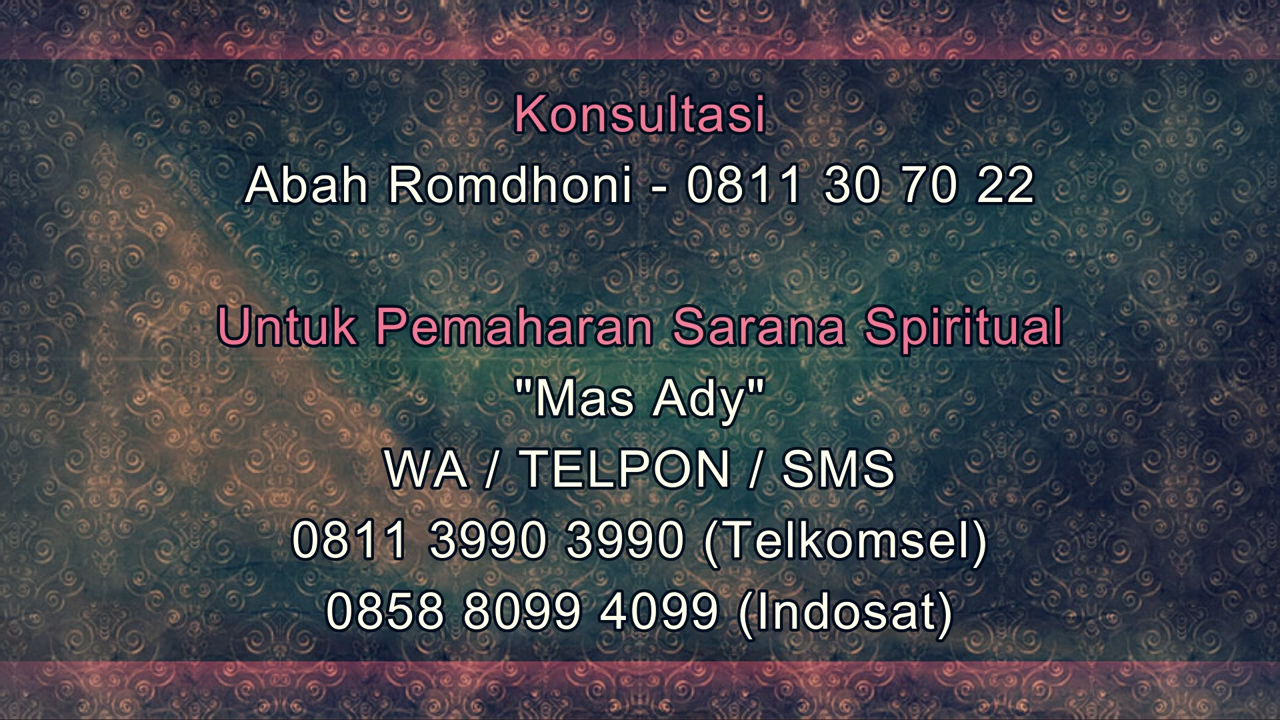 Konsultasi
Abah Romdhoni - 0811 30 70 22
Untuk Pemaharan Sarana Spiritual
"Mas Ady"
WA / TELPON / SMS
0811 3990 3990 (Telkomsel)
0858 8099 4099 (Indosat)